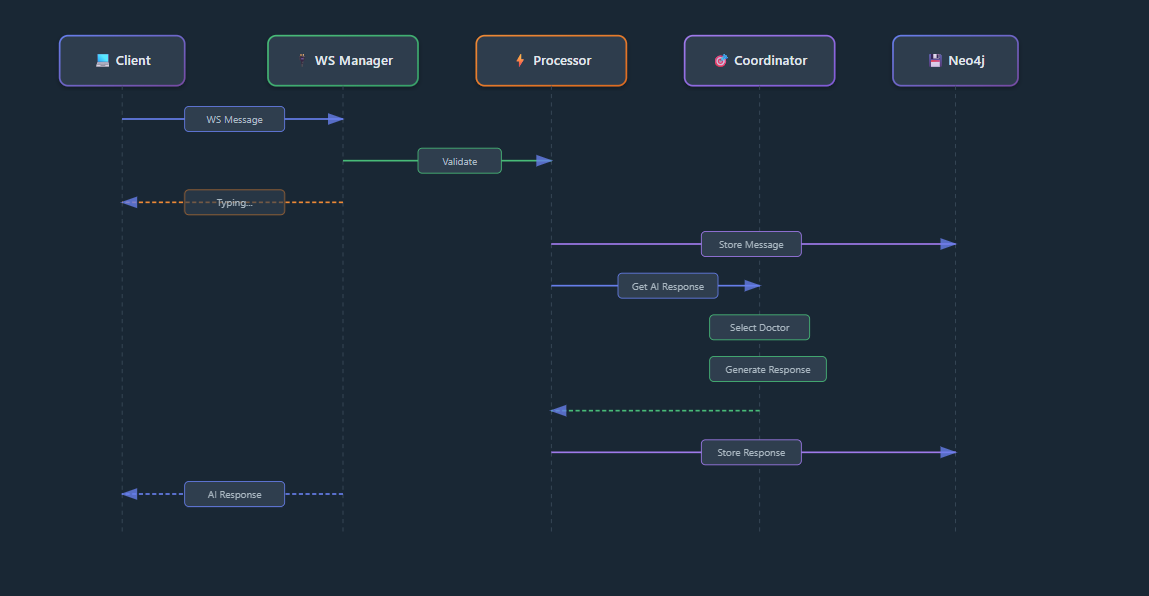 Client
WS Manager
Processor
Coordinator
Neo4j
WS Message
Validate
Typing...
Store Message
Get AI Response
Select Doctor
Generate Response
Store Response
AI Response